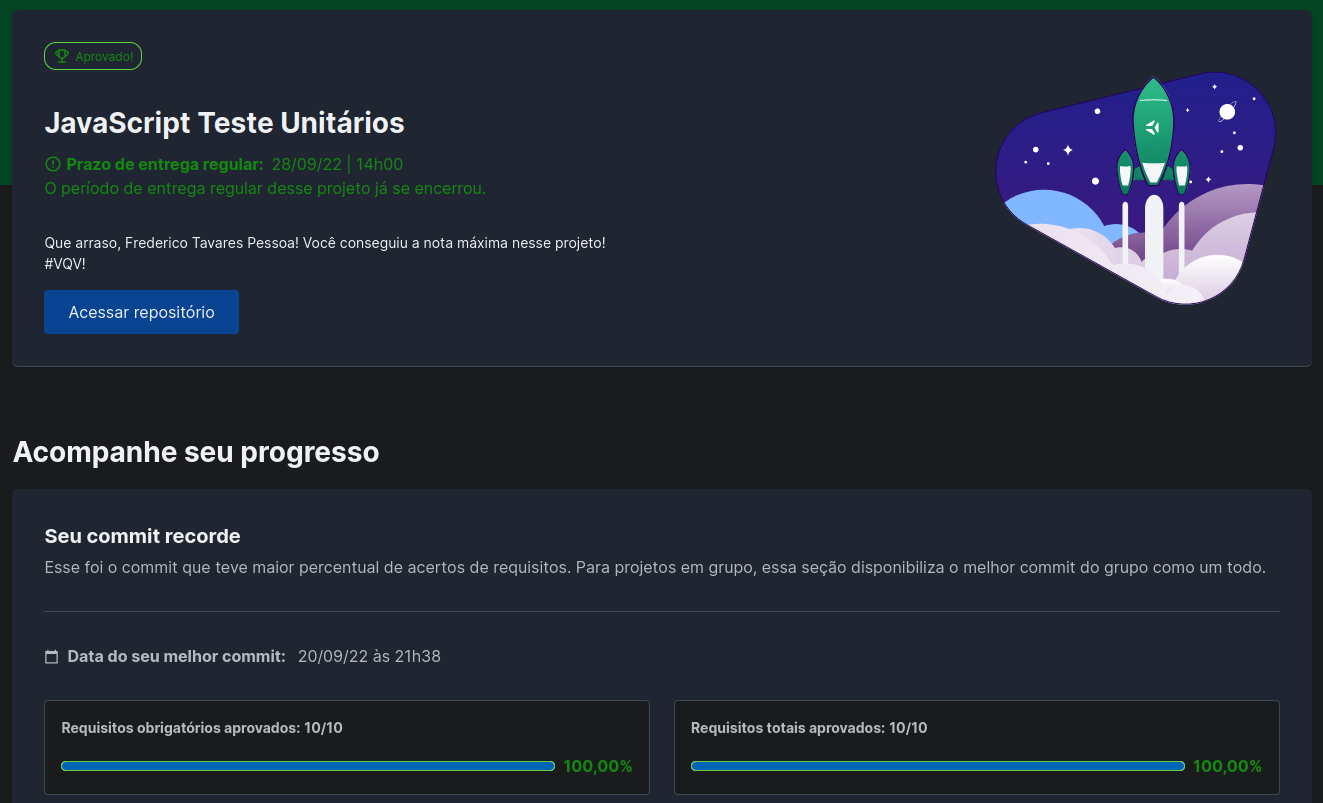 Aprovado!
JavaScript Teste Unitários
Prazo de entrega regular: 28/09/22 | 14h00
O período de entrega regular desse projeto já se encerrou.
Que arraso, Frederico Tavares Pessoa! Você conseguiu a nota máxima nesse projeto!
#VQV!
Acessar repositório
Acompanhe seu progresso
Seu commit recorde
Esse foi o commit que teve maior percentual de acertos de requisitos. Para projetos em grupo, essa seção disponibiliza o melhor commit do grupo como um todo.
Data do seu melhor commit: 20/09/22 às 21h38
Requisitos obrigatórios aprovados: 10/10
100,00%
Requisitos totais aprovados: 10/10
100,00%